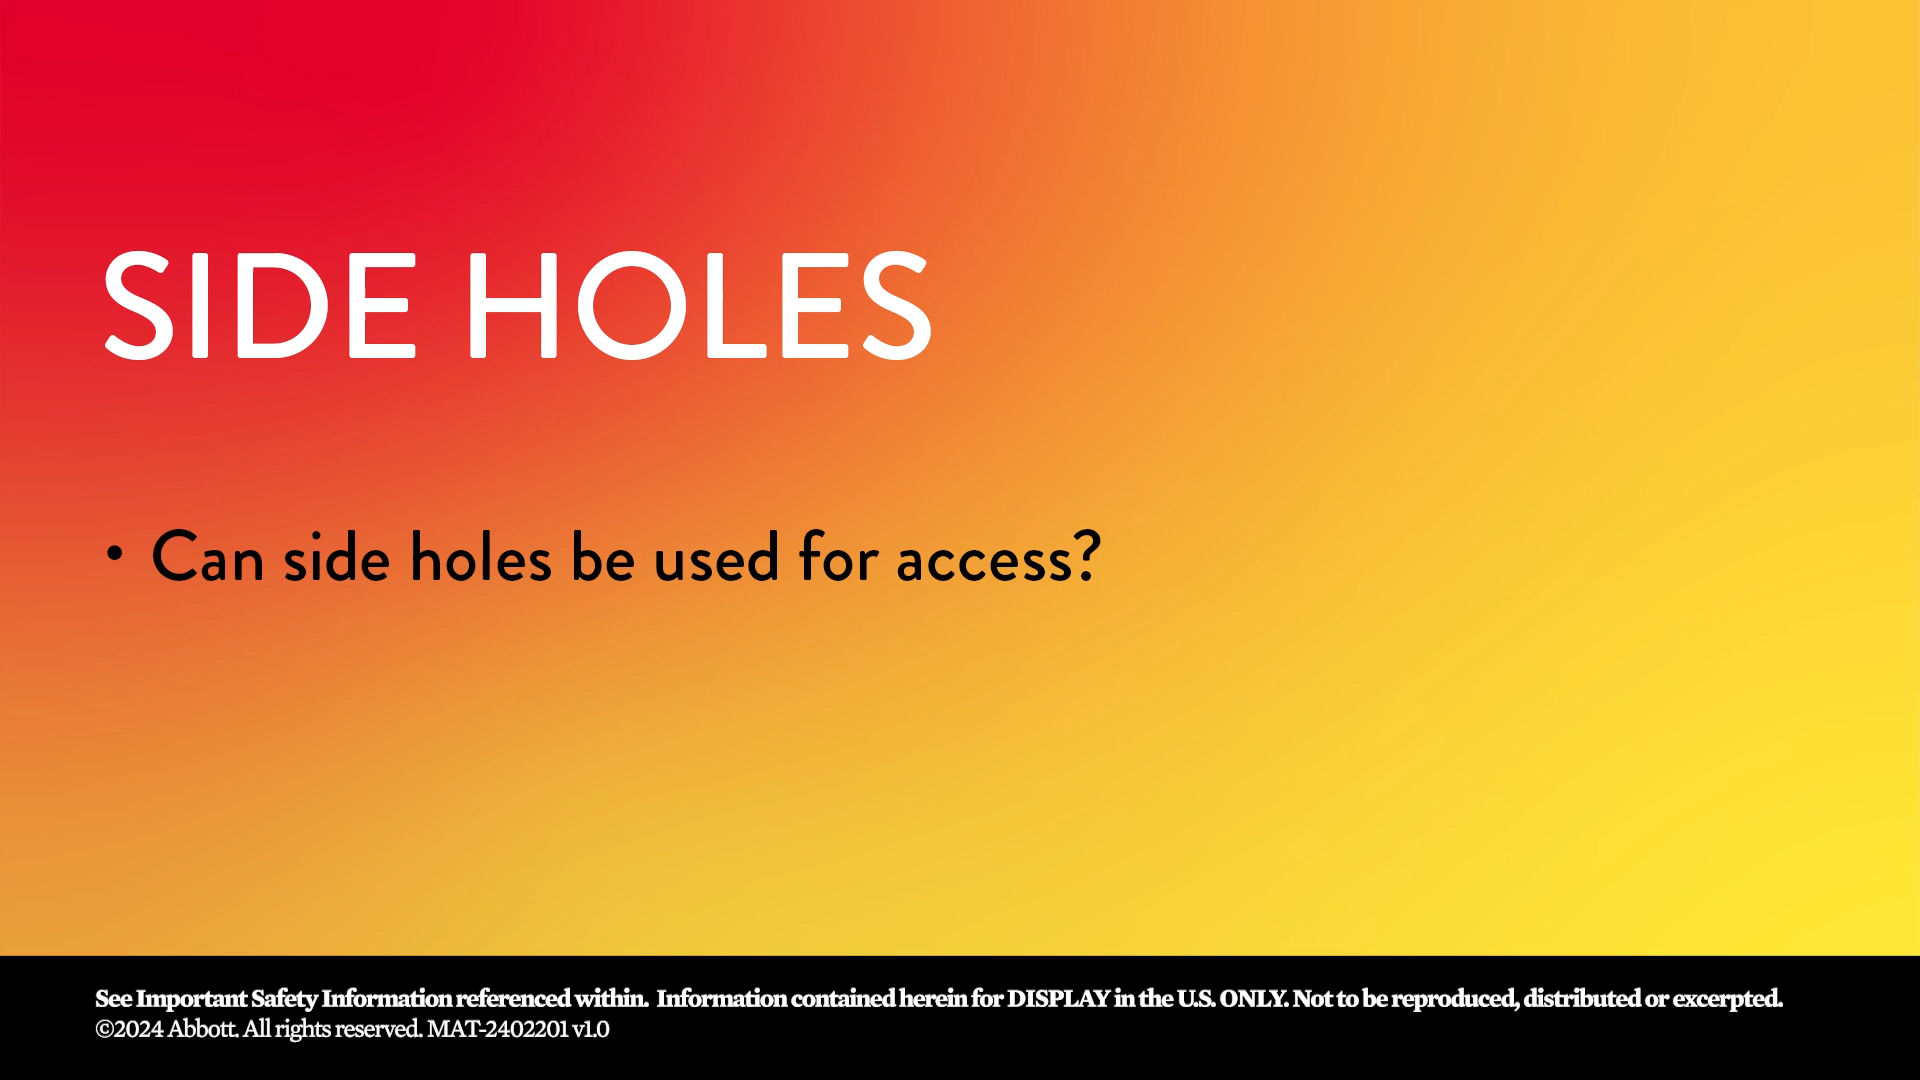 SIDE HOLES
• Can side holes be used for access?
See Important Safety Information referenced within. Information contained herein for DISPLAY in the U.S. ONLY. Not to be reproduced, distributed or excerpted.
©2024 Abbott. All rights reserved. MAT-2402201 v1.0